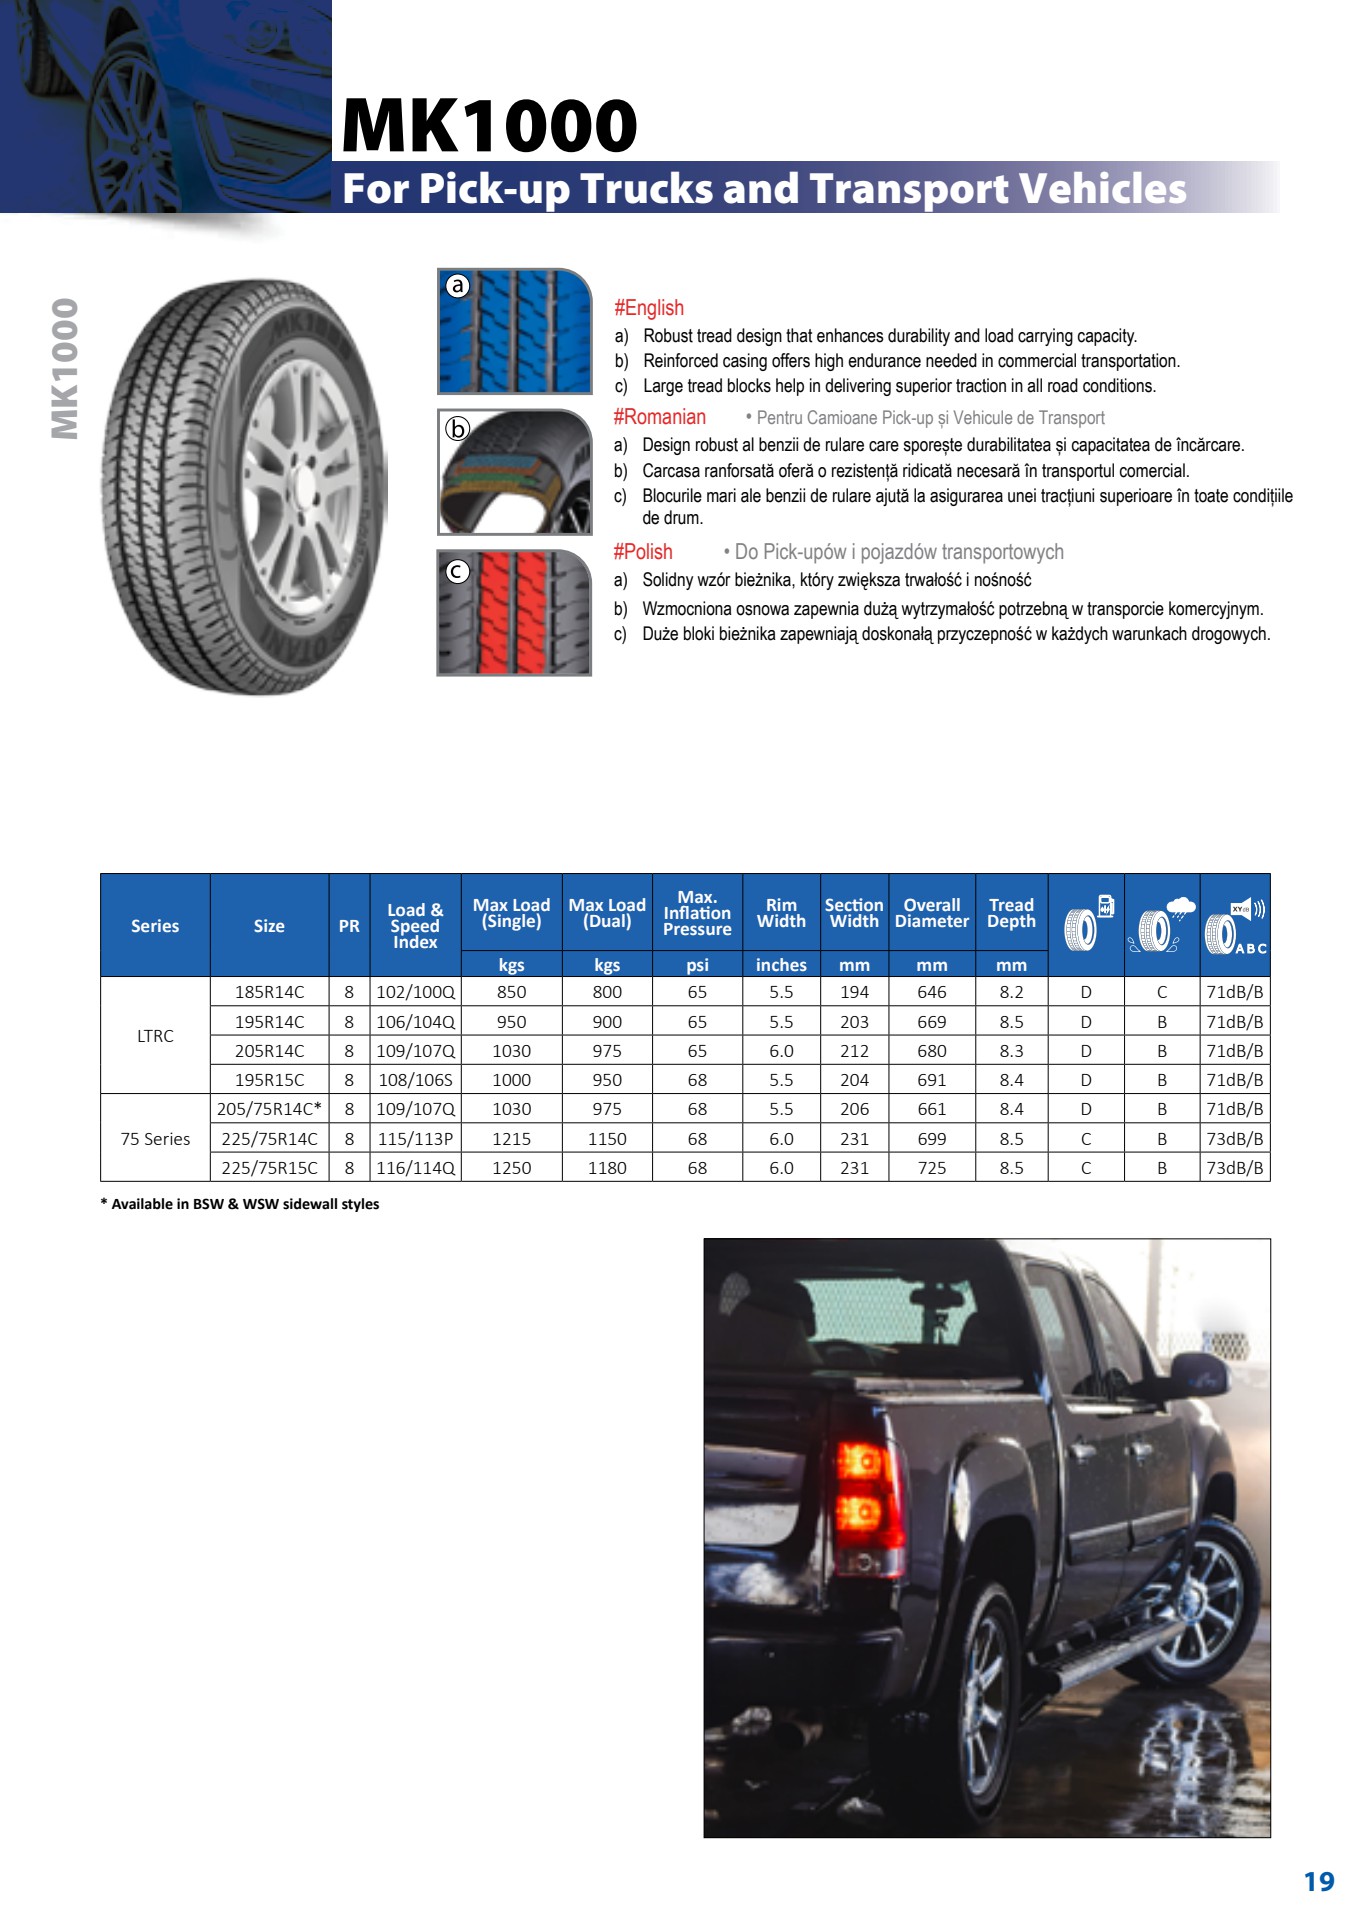 MK1000
For Pick-up Trucks and Transport Vehicles
MK1000
a
b
c
#English
a) Robust tread design that enhances durability and load carrying capacity.
b) Reinforced casing offers high endurance needed in commercial transportation.
c) Large tread blocks help in delivering superior traction in all road conditions.
#Romanian • Pentru Camioane Pick-up și Vehicule de Transport
a) Design robust al benzii de rulare care sporește durabilitatea și capacitatea de încărcare.
b) Carcasa ranforsată oferă o rezistență ridicată necesară în transportul comercial.
c) Blocurile mari ale benzii de rulare ajută la asigurarea unei tracțiuni superioare în toate condițiile
de drum.
#Polish • Do Pick-upów i pojazdów transportowych
a) Solidny wzór bieżnika, który zwiększa trwałość i nośność
b) Wzmocniona osnowa zapewnia dużą wytrzymałość potrzebną w transporcie komercyjnym.
c) Duże bloki bieżnika zapewniają doskonałą przyczepność w każdych warunkach drogowych.
Series Size PR Load & Speed Index Max Load (Single) Max Load (Dual) Max. Inflation Pressure Rim Width Section Width Overall Diameter Tread Depth XYdB ABC
kgs kgs psi inches mm mm mm
LTRC
185R14C 8 102/100Q 850 800 65 5.5 194 646 8.2 D C 71dB/B
195R14C 8 106/104Q 950 900 65 5.5 203 669 8.5 D B 71dB/B
205R14C 8 109/107Q 1030 975 65 6.0 212 680 8.3 D B 71dB/B
195R15C 8 108/106S 1000 950 68 5.5 204 691 8.4 D B 71dB/B
75 Series
205/75R14C* 8 109/107Q 1030 975 68 5.5 206 661 8.4 D B 71dB/B
225/75R14C 8 115/113P 1215 1150 68 6.0 231 699 8.5 C B 73dB/B
225/75R15C 8 116/114Q 1250 1180 68 6.0 231 725 8.5 C B 73dB/B
* Available in BSW & WSW sidewall styles
19